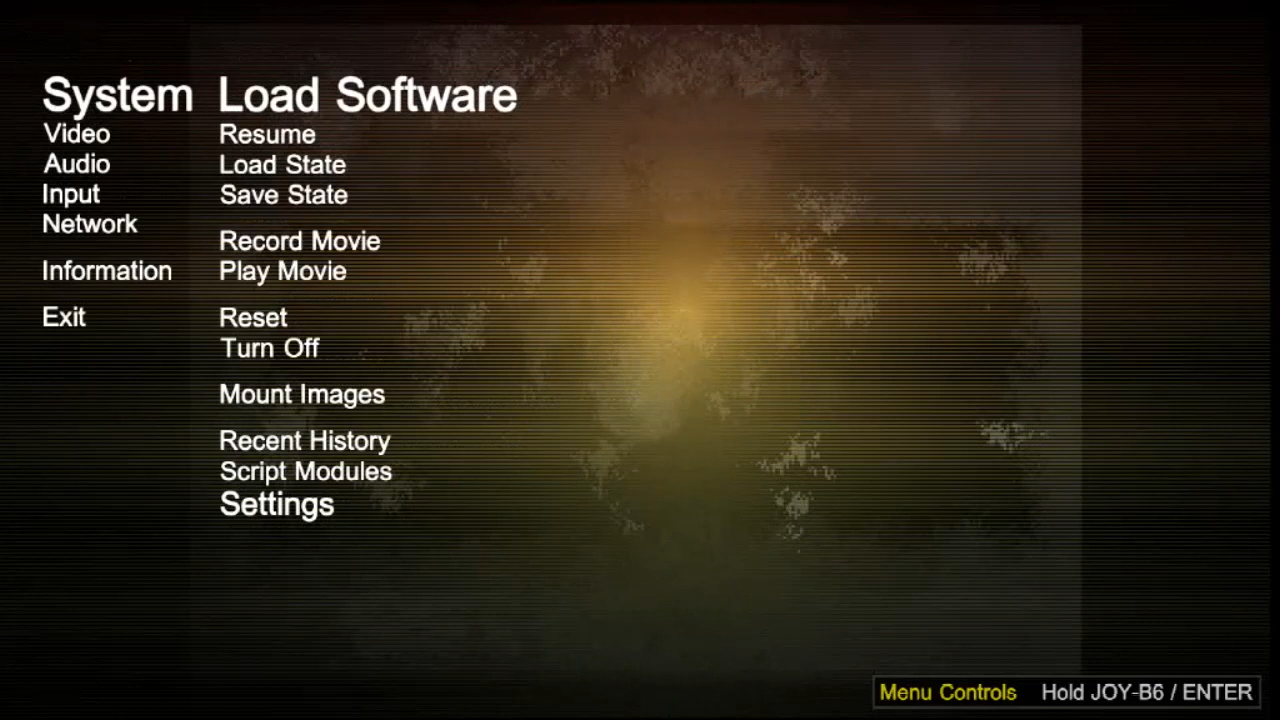 System
Video
Audio
Input
Network
Information
Exit
Load Software
Resume
Load State
Save State
Record Movie
Play Movie
Reset
Turn Off
Mount Images
Recent History
Script Modules
Settings
Menu Controls Hold JOY-B6 / ENTER